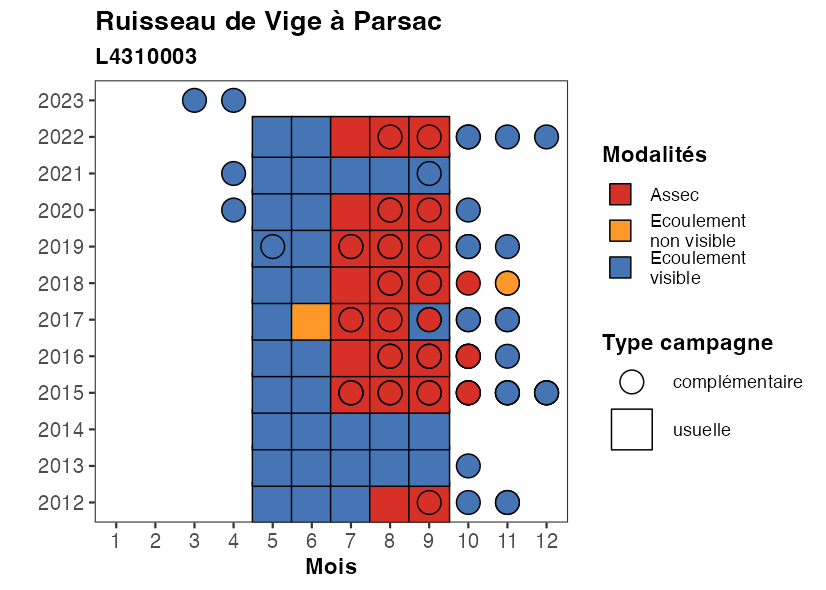 Ruisseau de Vige à Parsac
L4310003
2023
2022
2021
2020
2019
2018
2017
2016
2015
2014
2013
2012
1 2 3 4 5 6 7 8 9 10 11 12
Mois
Modalités
Assec
Ecoulement
non visible
Ecoulement
visible
Type campagne
complémentaire
usuelle